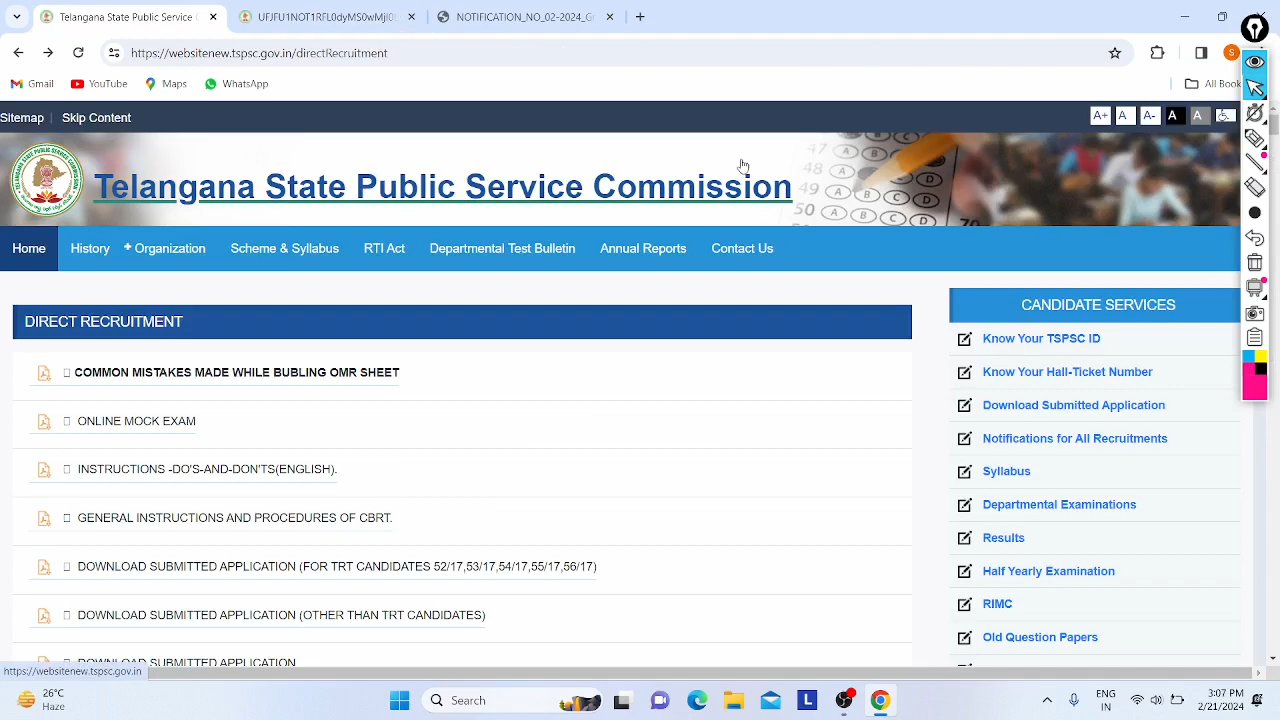 Telangana State Public Service
UFJFU1NOT1RFL0dyMS0wMjI0
NOTIFICATION_NO_02-2024_G
https://websitenew.tspsc.gov.in/directRecruitment
S
Gmail YouTube Maps WhatsApp All Book
Sitemap | Skip Content A+ A A- A A
Telangana State Public Service Commission
47 A B
48 A
49 A B C D
50 A B C D
Home History + Organization Scheme & Syllabus RTI Act Departmental Test Bulletin Annual Reports Contact Us
DIRECT RECRUITMENT
COMMON MISTAKES MADE WHILE BUBLING OMR SHEET
ONLINE MOCK EXAM
INSTRUCTIONS -DO'S-AND-DON'TS(ENGLISH).
GENERAL INSTRUCTIONS AND PROCEDURES OF CBRT.
DOWNLOAD SUBMITTED APPLICATION (FOR TRT CANDIDATES 52/17,53/17,54/17,55/17,56/17)
DOWNLOAD SUBMITTED APPLICATION(OTHER THAN TRT CANDIDATES)
DOWNLOAD SUBMITTED APPLICATION
CANDIDATE SERVICES
Know Your TSPSC ID
Know Your Hall-Ticket Number
Download Submitted Application
Notifications for All Recruitments
Syllabus
Departmental Examinations
Results
Half Yearly Examination
RIMC
Old Question Papers
https://websitenew.tspsc.gov.in
26°C
Haze
Search
L
ENG
IN
3:07 PM
2/21/2024